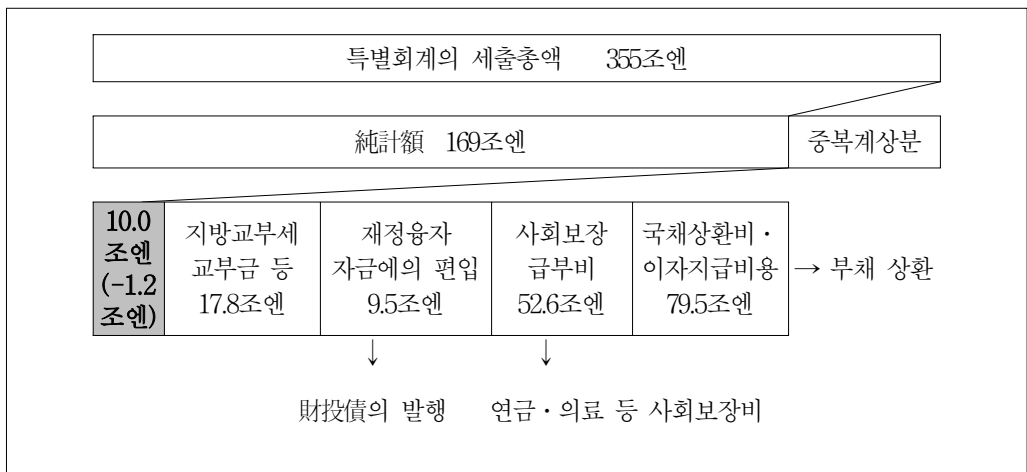 특별회계의 세출총액 355조엔
純計額 169조엔
중복계상분
10.0
조엔
(-1.2
조엔)
지방교부세
교부금 등
17.8조엔
재정융자
자금에의 편입
9.5조엔
사회보장
급부비
52.6조엔
국채상환비·
이자지급비용
79.5조엔
→ 부채 상환
↓
↓
財投債의 발행
연금·의료 등 사회보장비